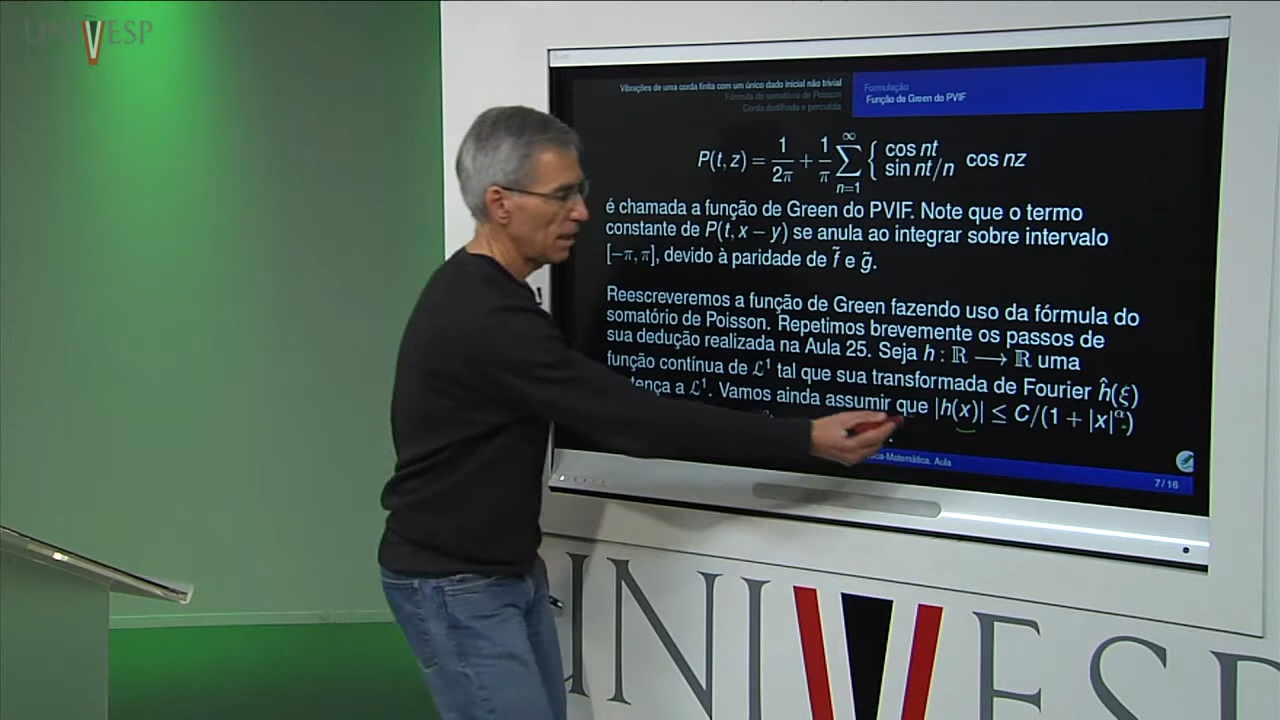 UNIVESP
Vibrações de uma corda finita com um único dado inicial não trivial
Fórmula do somatório de Poisson
Corda dedilhada e percutida
Formulação
Função de Green do PVIF
P(t, z) = 1/2π + 1/π ∑_{n=1}^{∞} { cos nt sin nt/n cos nz
é chamada a função de Green do PVIF. Note que o termo
constante de P(t, x − y) se anula ao integrar sobre intervalo
[−π, π], devido à paridade de f̃ e g̃.
Reescreveremos a função de Green fazendo uso da fórmula do
somatório de Poisson. Repetimos brevemente os passos de
sua dedução realizada na Aula 25. Seja h : ℝ ⟶ ℝ uma
função contínua de ℒ¹ tal que sua transformada de Fourier ĥ(ξ)
tença a ℒ¹. Vamos ainda assumir que |h(x)| ≤ C/(1 + |x|^α)
ica-Matemática. Aula
7 / 16
UNIVESP